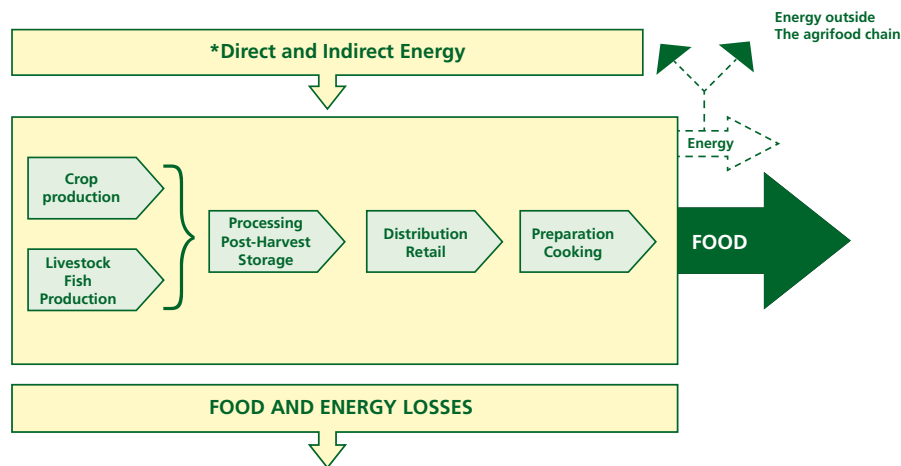 Energy outside
The agrifood chain
*Direct and Indirect Energy
Energy
Crop
production
Processing
Post-Harvest
Storage
Distribution
Retail
Preparation
Cooking
FOOD
Livestock
Fish
Production
FOOD AND ENERGY LOSSES